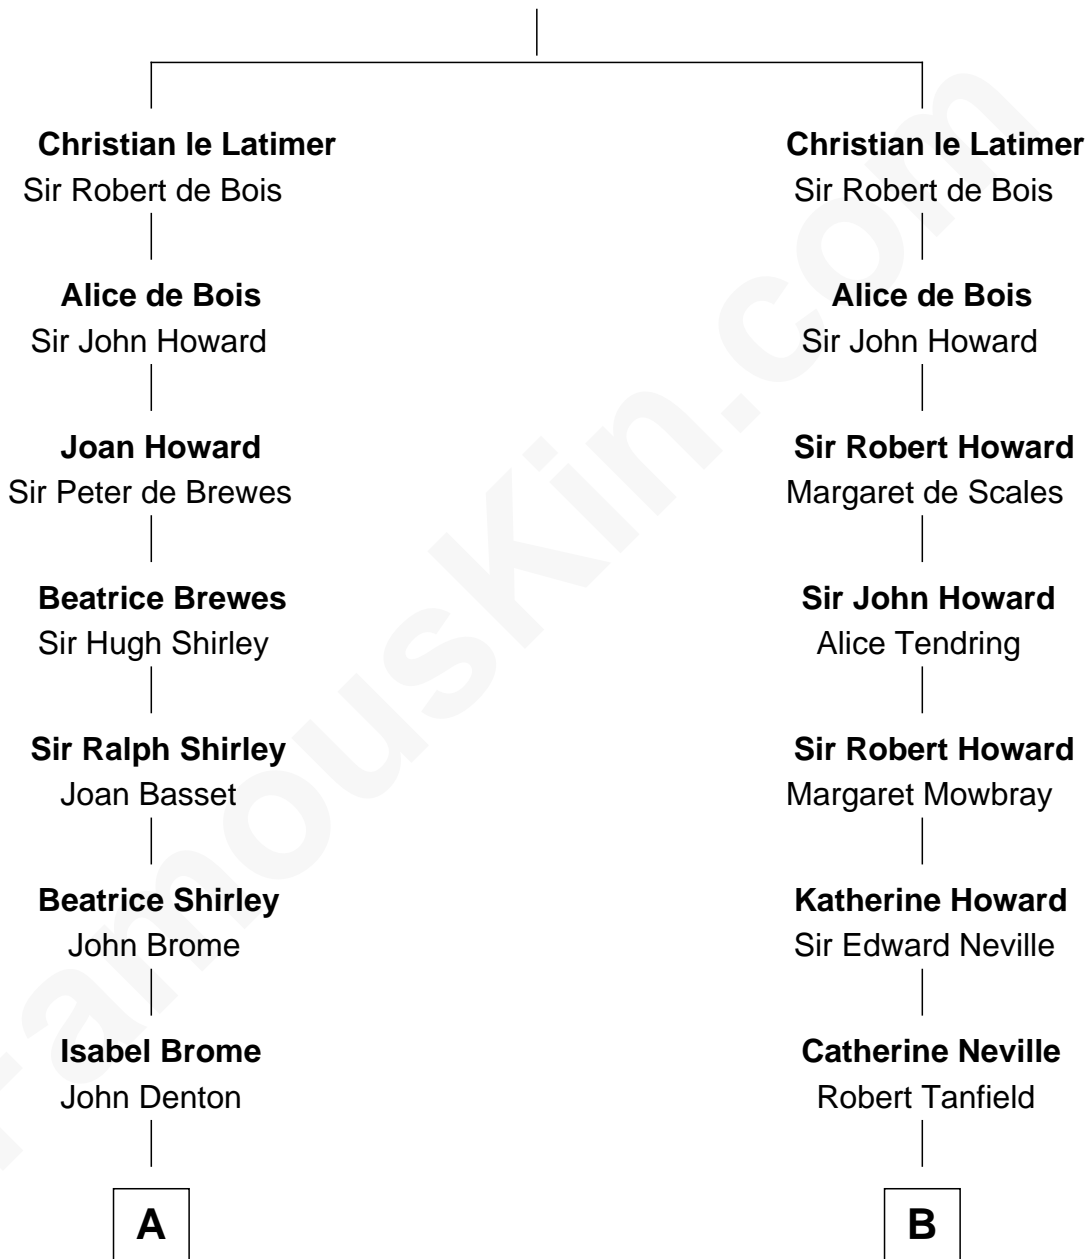 Christian le Latimer
Sir Robert de Bois
Alice de Bois
Sir John Howard
Joan Howard
Sir Peter de Brewes
Beatrice Brewes
Sir Hugh Shirley
Sir Ralph Shirley
Joan Basset
Beatrice Shirley
John Brome
Isabel Brome
John Denton
A
Christian le Latimer
Sir Robert de Bois
Alice de Bois
Sir John Howard
Sir Robert Howard
Margaret de Scales
Sir John Howard
Alice Tendring
Sir Robert Howard
Margaret Mowbray
Katherine Howard
Sir Edward Neville
Catherine Neville
Robert Tanfield
B
FamousKin.com